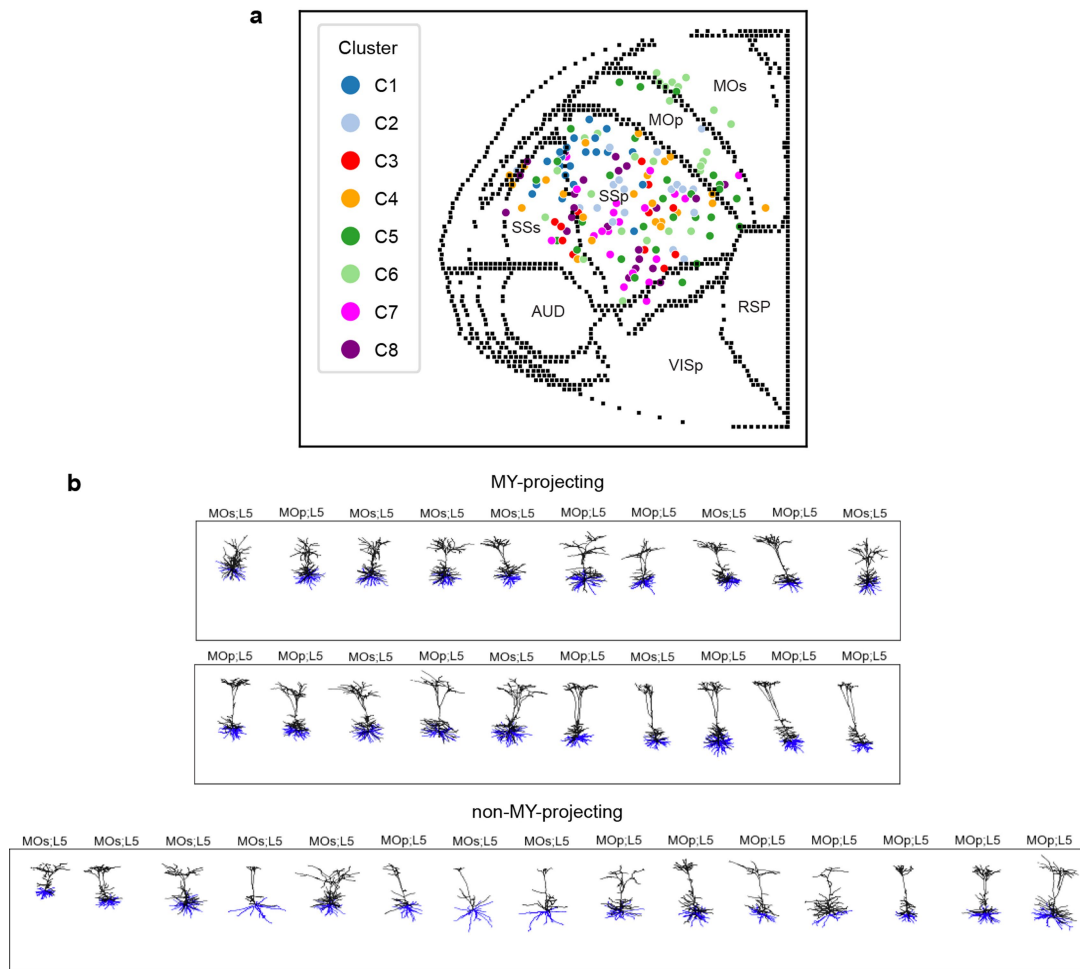 a
Cluster
C1
C2
C3
C4
C5
C6
C7
C8
MOs
MOp
SSp
SSs
AUD
RSP
VISp
b
MY-projecting
MOs;L5 MOp;L5 MOs;L5 MOs;L5 MOs;L5 MOp;L5 MOp;L5 MOs;L5 MOp;L5 MOs;L5
MOp;L5 MOp;L5 MOs;L5 MOp;L5 MOs;L5 MOp;L5 MOs;L5 MOp;L5 MOp;L5 MOp;L5
non-MY-projecting
MOs;L5 MOs;L5 MOs;L5 MOs;L5 MOs;L5 MOp;L5 MOs;L5 MOs;L5 MOp;L5 MOp;L5 MOp;L5 MOp;L5 MOp;L5 MOp;L5 MOp;L5